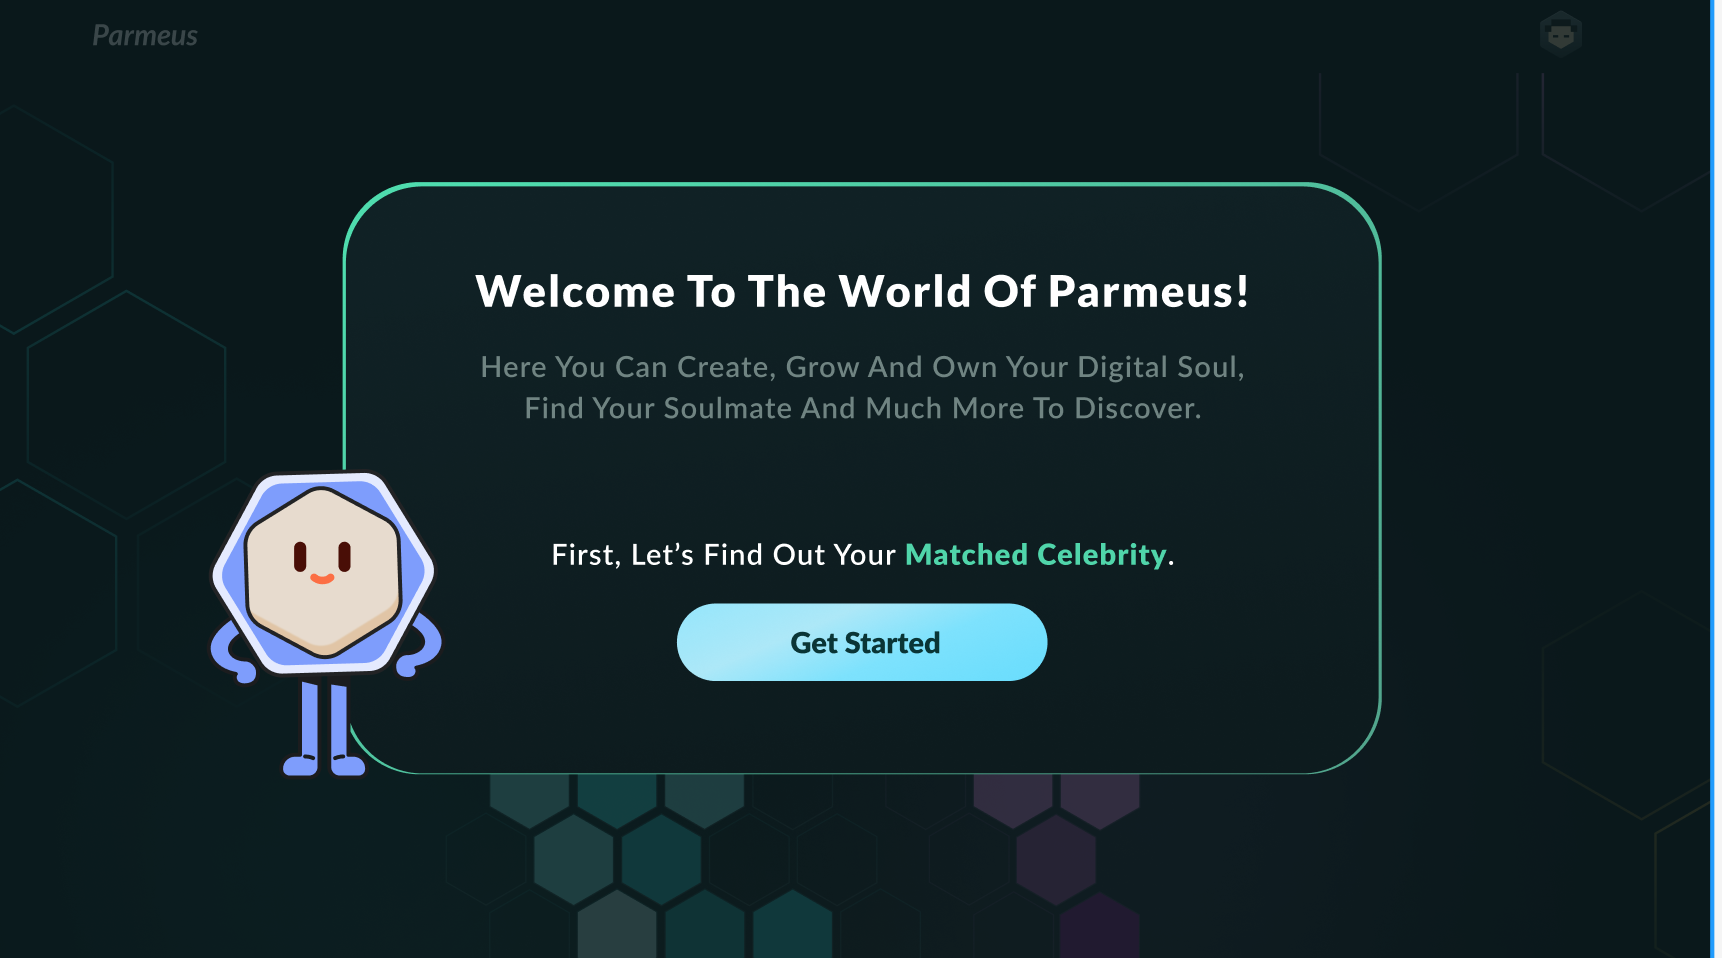 Parmeus
Welcome To The World Of Parmeus!
Here You Can Create, Grow And Own Your Digital Soul,
Find Your Soulmate And Much More To Discover.
First, Let’s Find Out Your Matched Celebrity.
Get Started